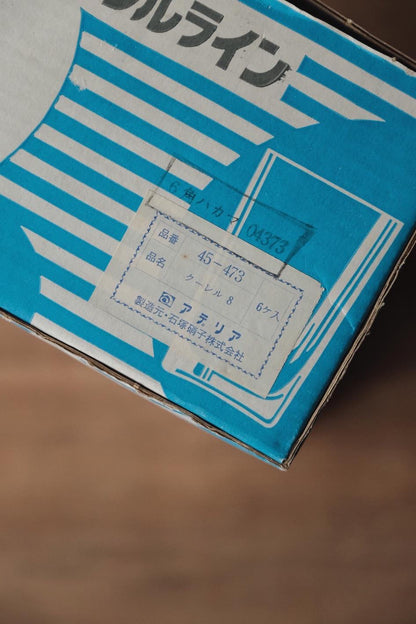 ルライン
6角ハカマ 04373
品番 45-473
品名 クーレル 8 6ケ入
アデリア
製造元・石塚硝子株式会社